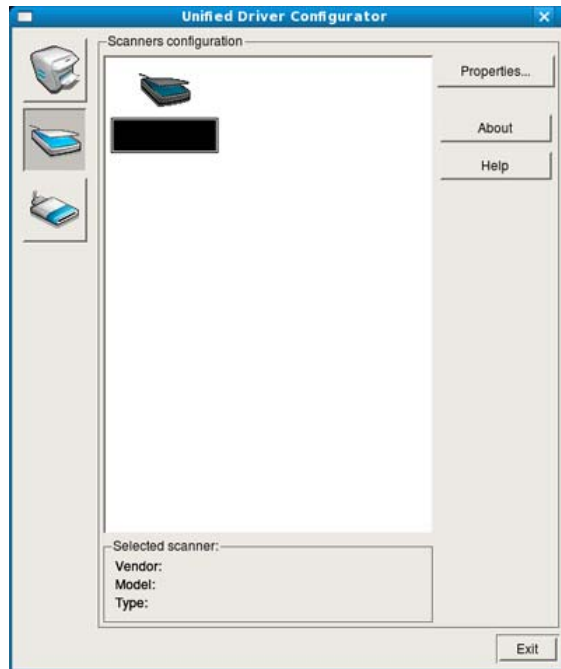 Unified Driver Configurator
Scanners configuration
Properties...
About
Help
Selected scanner:
Vendor:
Model:
Type:
Exit